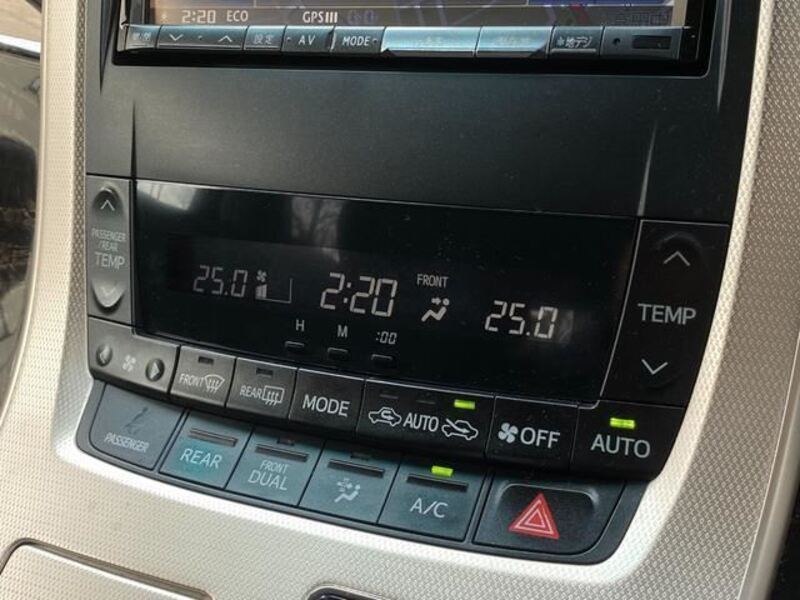 2:20 ECO GPS
設定 AV MODE 地デジ
PASSENGER
/REAR
TEMP
25.0 2:20 FRONT 25.0
TEMP
H M :00
FRONT REAR MODE AUTO OFF AUTO
PASSENGER REAR FRONT
DUAL A/C